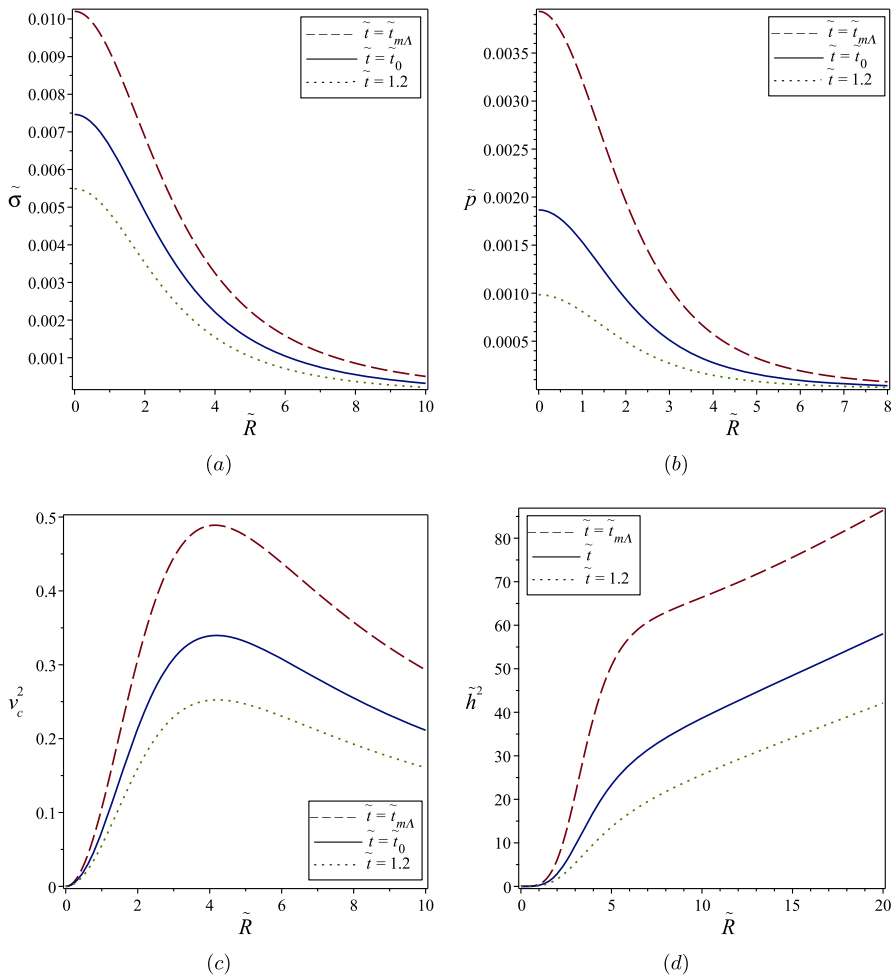 t̃ = t̃_mΛ
t̃ = t̃_0
t̃ = 1.2
0.010
0.009
0.008
0.007
0.006
0.005
0.004
0.003
0.002
0.001
σ̃
0 2 4 6 8 10
R̃
(a)
t̃ = t̃_mΛ
t̃ = t̃_0
t̃ = 1.2
0.0035
0.0030
0.0025
0.0020
0.0015
0.0010
0.0005
p̃
0 1 2 3 4 5 6 7 8
R̃
(b)
0.5
0.4
0.3
0.2
0.1
0
v_c^2
t̃ = t̃_mΛ
t̃ = t̃_0
t̃ = 1.2
0 2 4 6 8 10
R̃
(c)
t̃ = t̃_mΛ
t̃
t̃ = 1.2
80
70
60
50
40
30
20
10
0
h̃^2
0 5 10 15 20
R̃
(d)